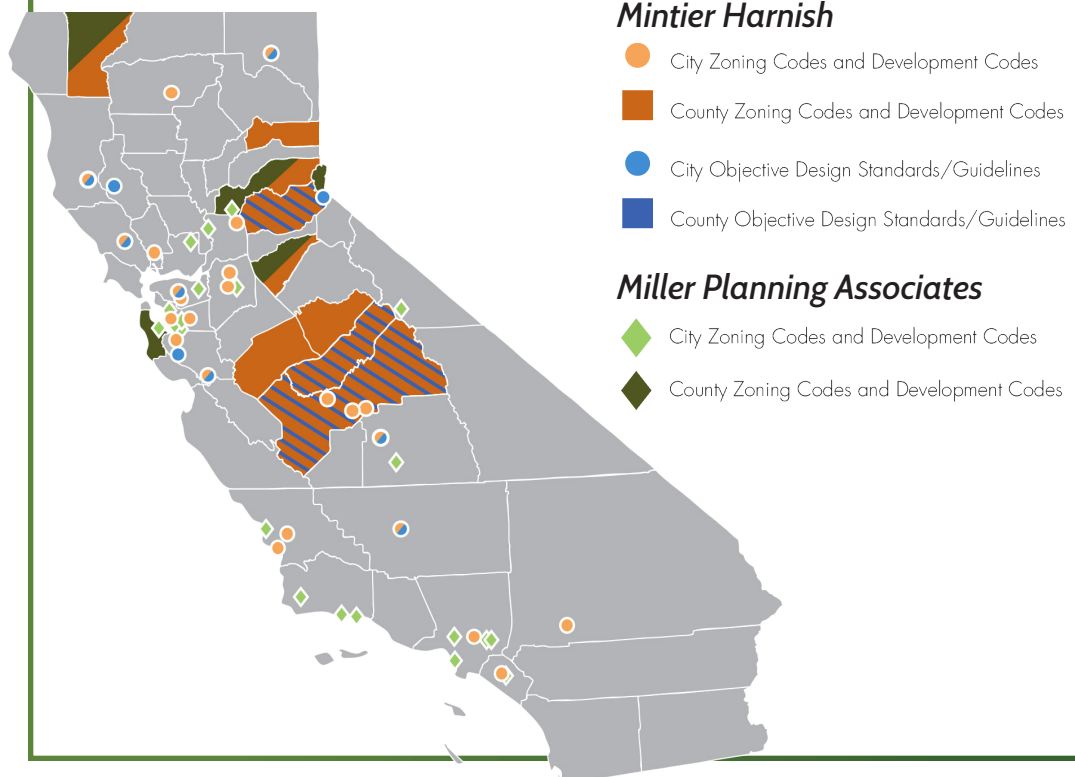 Mintier Harnish
City Zoning Codes and Development Codes
County Zoning Codes and Development Codes
City Objective Design Standards/Guidelines
County Objective Design Standards/Guidelines
Miller Planning Associates
City Zoning Codes and Development Codes
County Zoning Codes and Development Codes